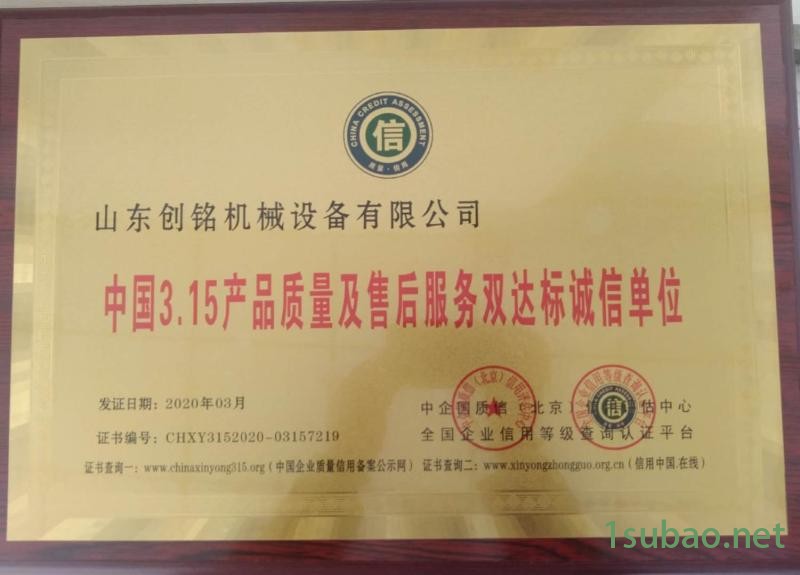 CHINA CREDIT ASSESSMENT
信
质量·信用
山东创铭机械设备有限公司
中国3.15产品质量及售后服务双达标诚信单位
发证日期：2020年03月
中企国质信（北京）信用评估中心
证书编号：CHXY3152020-03157219
全国企业信用等级查询认证平台
证书查询一：www.chinaxinyong315.org（中国企业质量信用备案公示网）
证书查询二：www.xinyongzhongguo.org.cn（信用中国.在线）
1subao.net